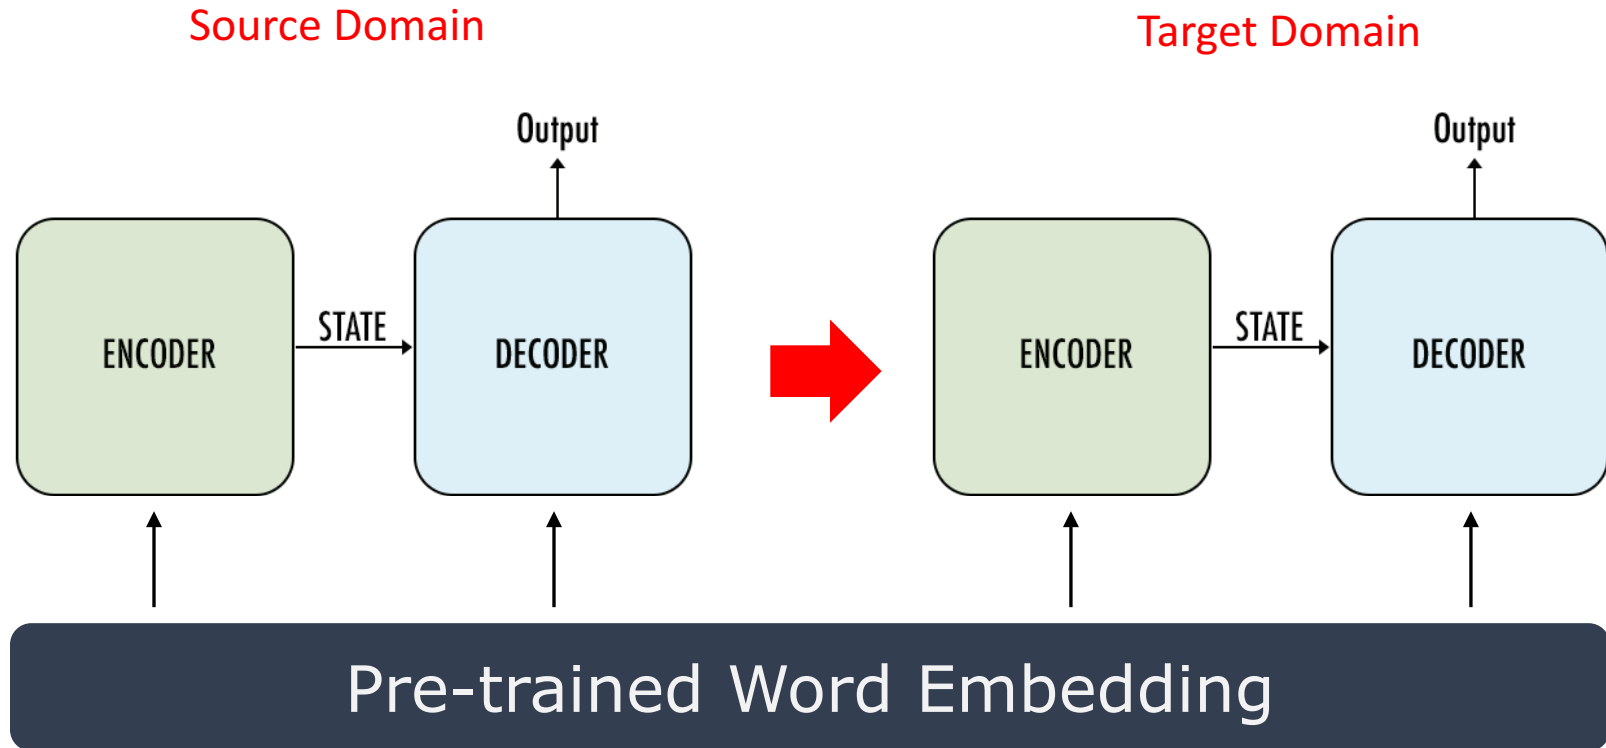 Source Domain
Target Domain
Output
Output
ENCODER
STATE
DECODER
ENCODER
STATE
DECODER
Pre-trained Word Embedding